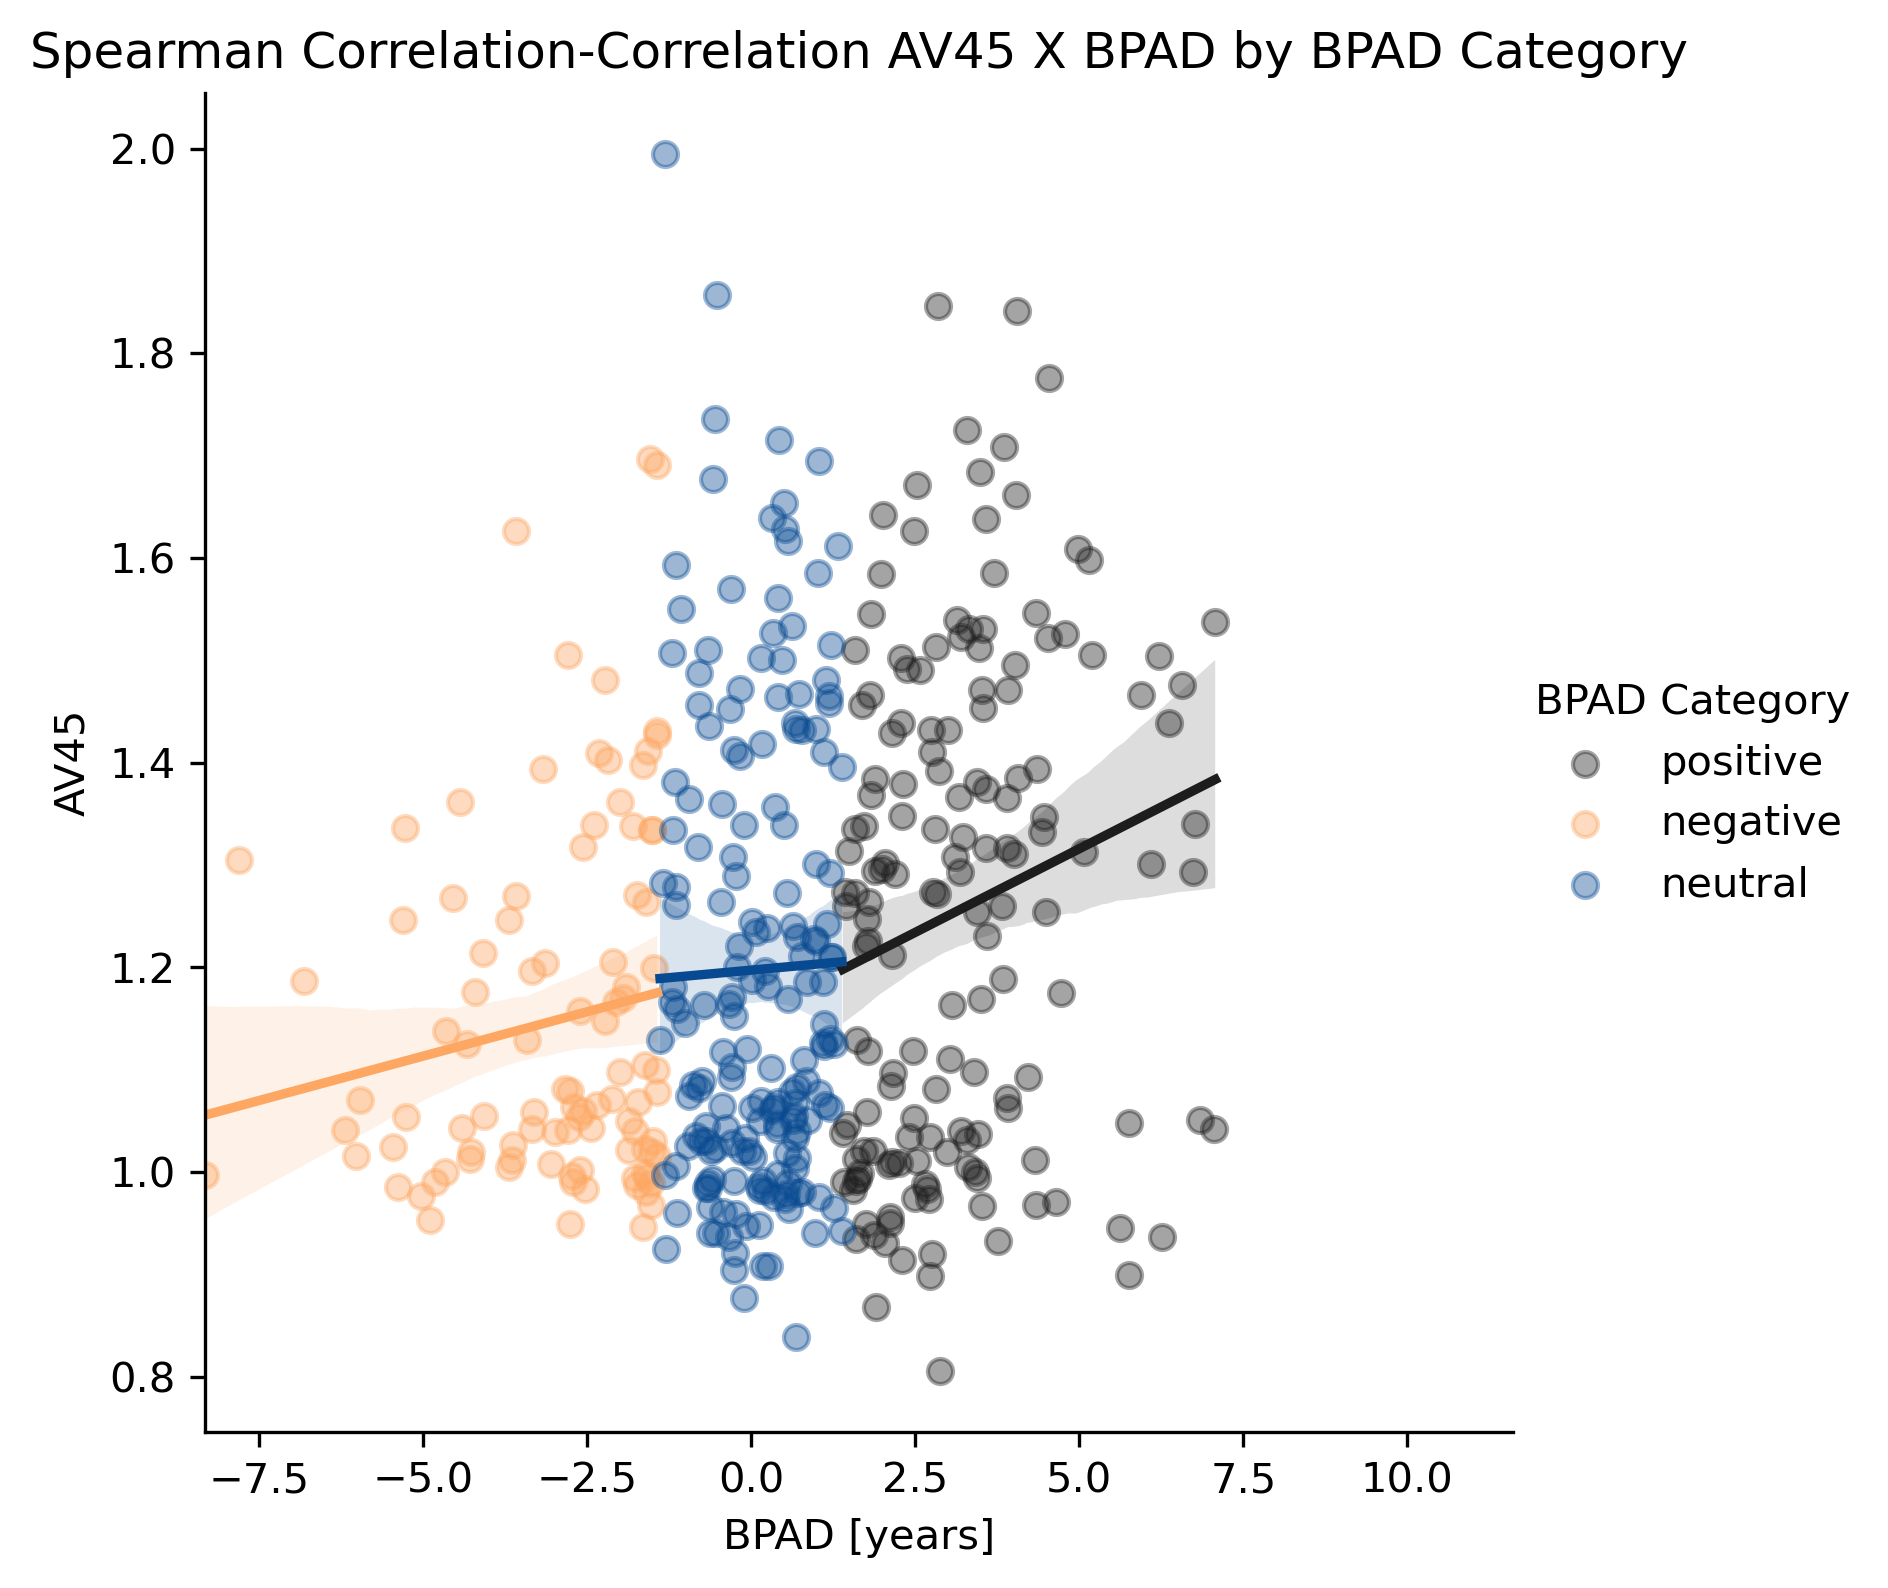 Spearman Correlation-Correlation AV45 X BPAD by BPAD Category
2.0
1.8
1.6
1.4
1.2
1.0
0.8
AV45
−7.5 −5.0 −2.5 0.0 2.5 5.0 7.5 10.0
BPAD [years]
BPAD Category
positive
negative
neutral